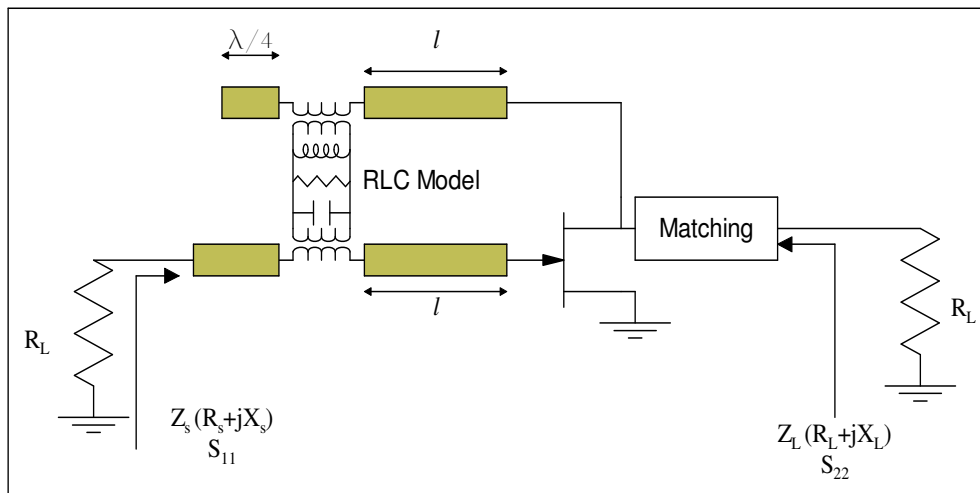 λ/4
l
RLC Model
Matching
l
R_L
R_L
Z_s (R_s+jX_s)
S_11
Z_L (R_L+jX_L)
S_22